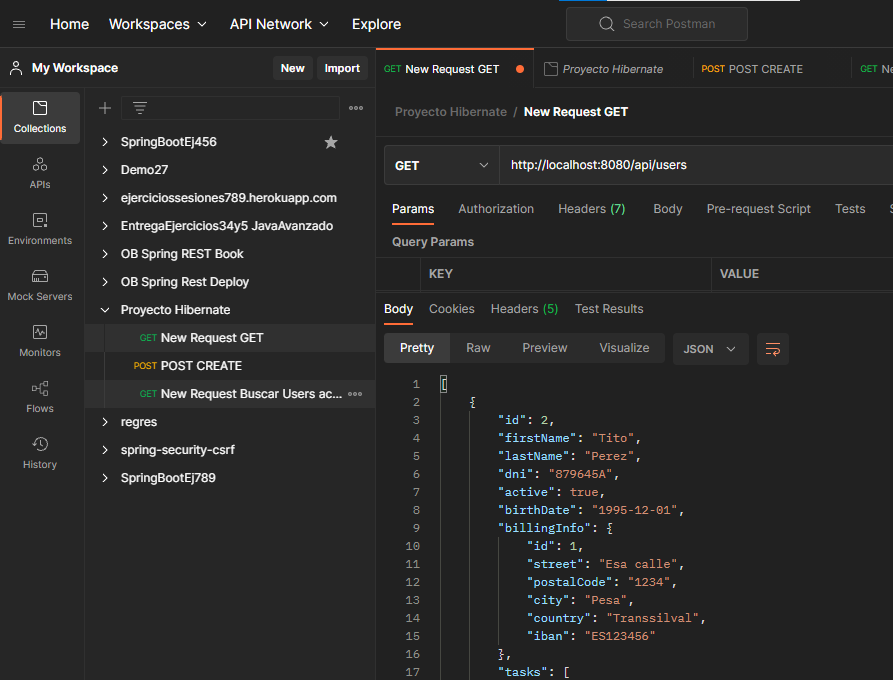 Home Workspaces API Network Explore Search Postman
My Workspace New Import
Collections
APIs
Environments
Mock Servers
Monitors
Flows
History
SpringBootEj456
Demo27
ejerciciossesiones789.herokuapp.com
EntregaEjercicios34y5 JavaAvanzado
OB Spring REST Book
OB Spring Rest Deploy
Proyecto Hibernate
GET New Request GET
POST POST CREATE
GET New Request Buscar Users ac...
regres
spring-security-csrf
SpringBootEj789
GET New Request GET Proyecto Hibernate POST POST CREATE GET
Proyecto Hibernate / New Request GET
GET http://localhost:8080/api/users
Params Authorization Headers (7) Body Pre-request Script Tests
Query Params
KEY VALUE
Body Cookies Headers (5) Test Results
Pretty Raw Preview Visualize JSON
1 [
2 {
3 "id": 2,
4 "firstName": "Tito",
5 "lastName": "Perez",
6 "dni": "879645A",
7 "active": true,
8 "birthDate": "1995-12-01",
9 "billingInfo": {
10 "id": 1,
11 "street": "Esa calle",
12 "postalCode": "1234",
13 "city": "Pesa",
14 "country": "Transsilval",
15 "iban": "ES123456"
16 },
17 "tasks": [